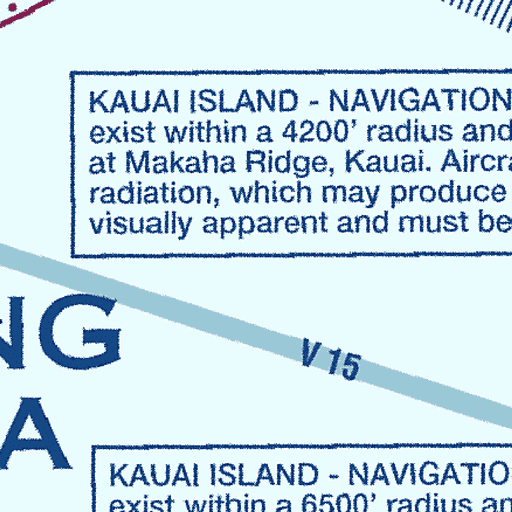 KAUAI ISLAND - NAVIGATION
exist within a 4200' radius and
at Makaha Ridge, Kauai. Aircra
radiation, which may produce
visually apparent and must be
NG
V 15
A
KAUAI ISLAND - NAVIGATIO
exist within a 6500' radius an